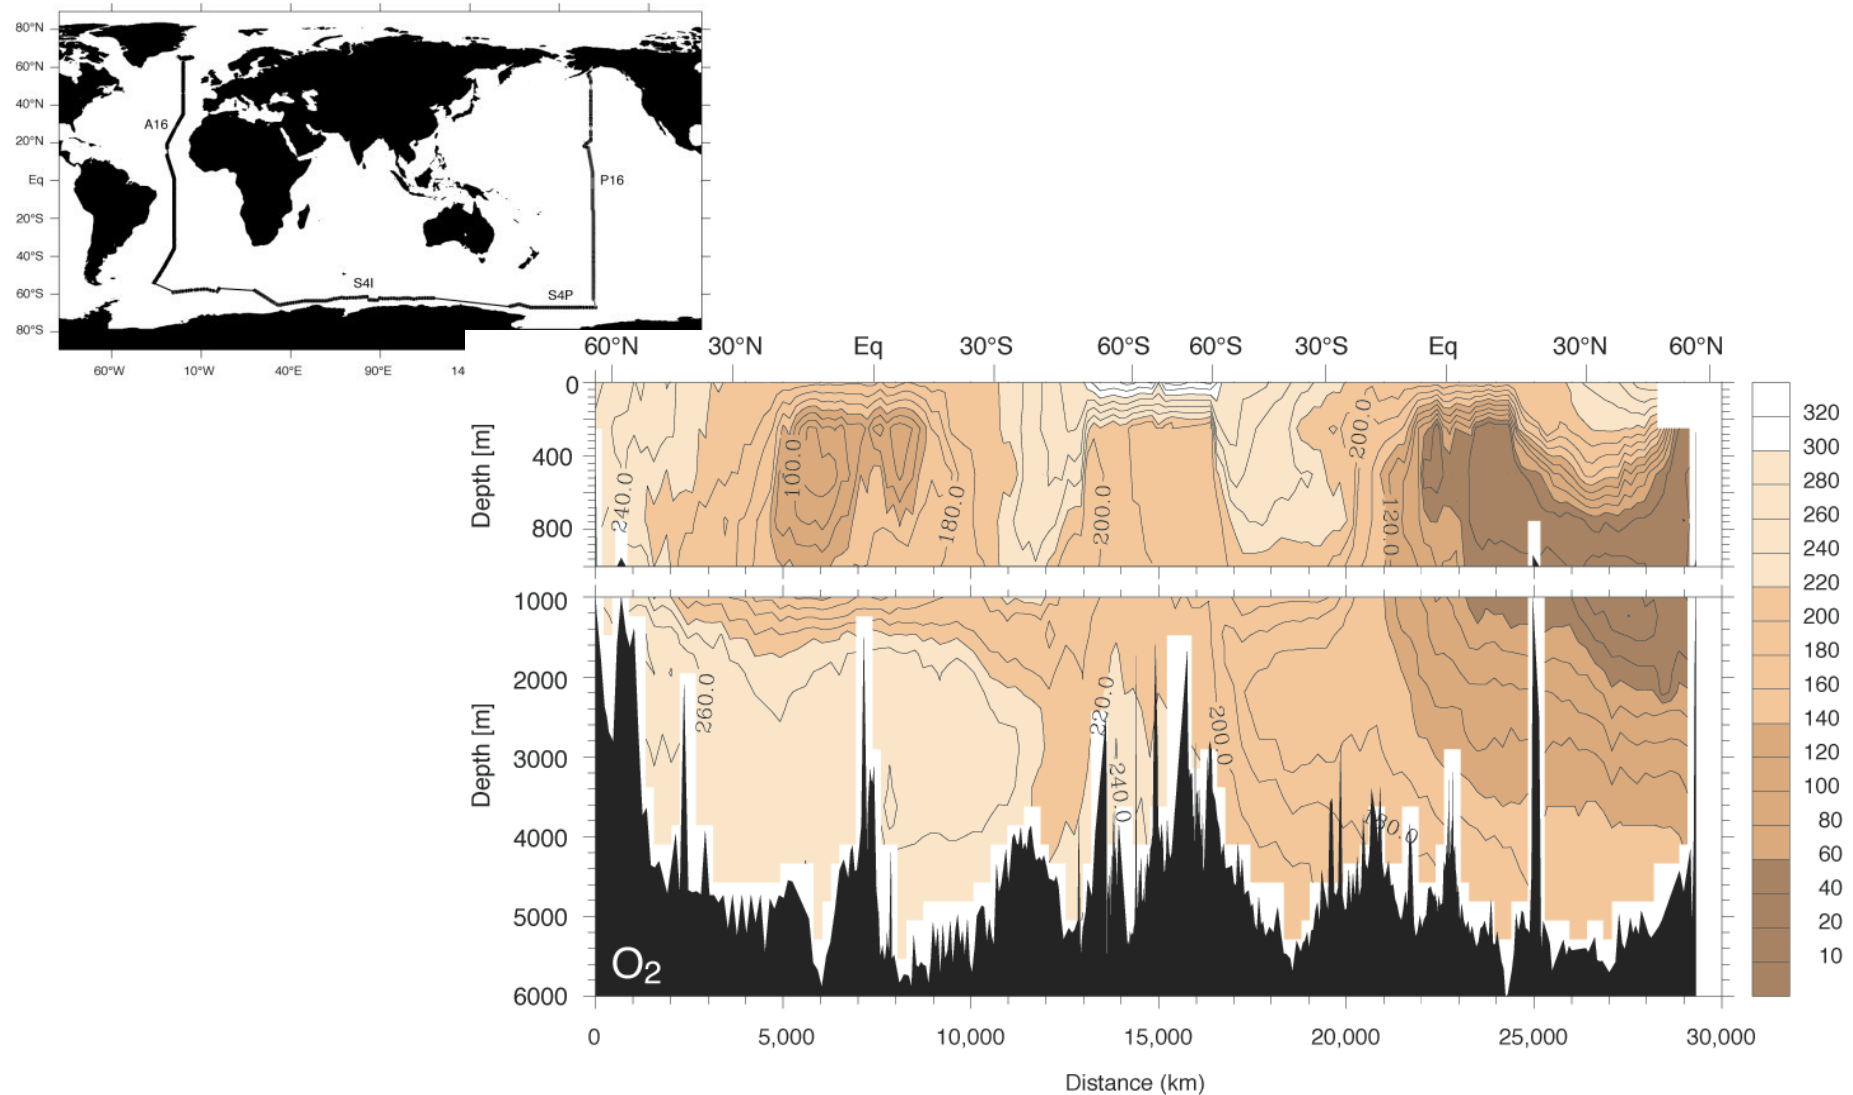 80°N
60°N
40°N
20°N
Eq
20°S
40°S
60°S
80°S
A16
P16
S4I
S4P
60°W 10°W 40°E 90°E 14
60°N 30°N Eq 30°S 60°S 60°S 30°S Eq 30°N 60°N
Depth [m]
0
400
800
240.0
100.0
180.0
200.0
200.0
120.0
Depth [m]
1000
2000
3000
4000
5000
6000
260.0
220.0
240.0
200.0
180.0
O2
0 5,000 10,000 15,000 20,000 25,000 30,000
Distance (km)
320
300
280
260
240
220
200
180
160
140
120
100
80
60
40
20
10